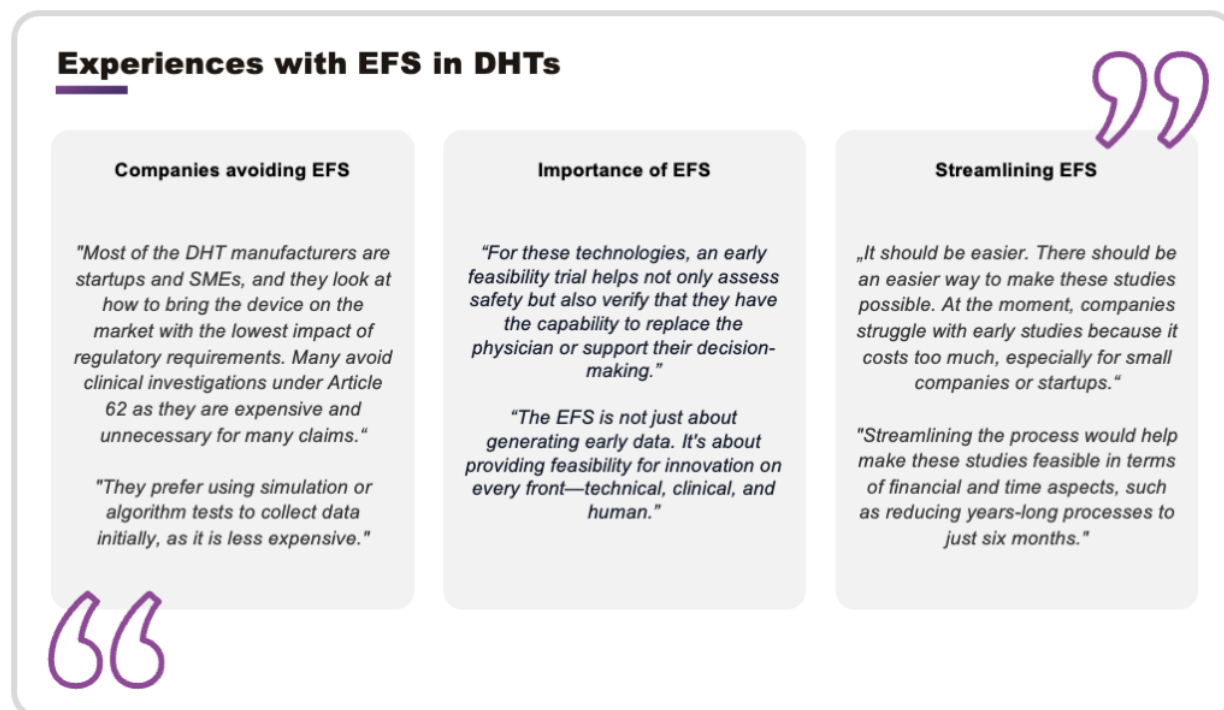 Experiences with EFS in DHTs
Companies avoiding EFS
"Most of the DHT manufacturers are
startups and SMEs, and they look at
how to bring the device on the
market with the lowest impact of
regulatory requirements. Many avoid
clinical investigations under Article
62 as they are expensive and
unnecessary for many claims.“
"They prefer using simulation or
algorithm tests to collect data
initially, as it is less expensive."
Importance of EFS
“For these technologies, an early
feasibility trial helps not only assess
safety but also verify that they have
the capability to replace the
physician or support their decision-
making.”
“The EFS is not just about
generating early data. It's about
providing feasibility for innovation on
every front—technical, clinical, and
human.”
Streamlining EFS
„It should be easier. There should be
an easier way to make these studies
possible. At the moment, companies
struggle with early studies because it
costs too much, especially for small
companies or startups.“
"Streamlining the process would help
make these studies feasible in terms
of financial and time aspects, such
as reducing years-long processes to
just six months."